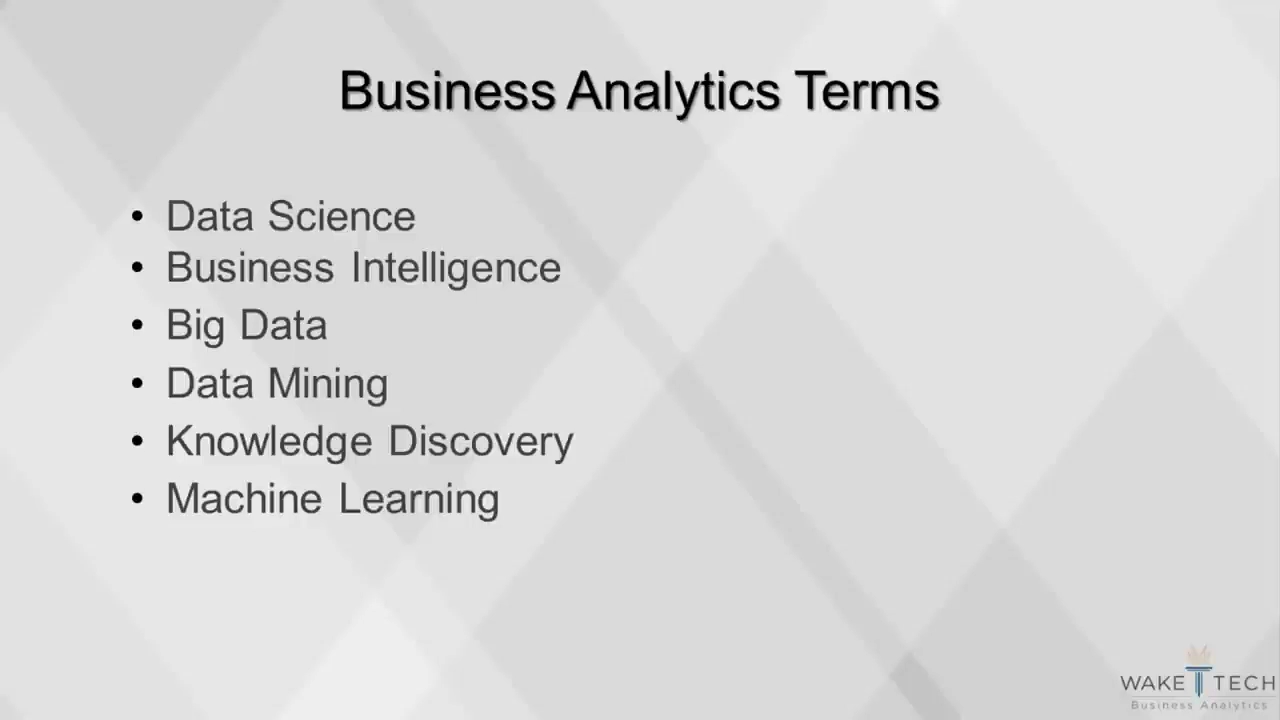 Business Analytics Terms
• Data Science
• Business Intelligence
• Big Data
• Data Mining
• Knowledge Discovery
• Machine Learning
WAKE TECH
Business Analytics